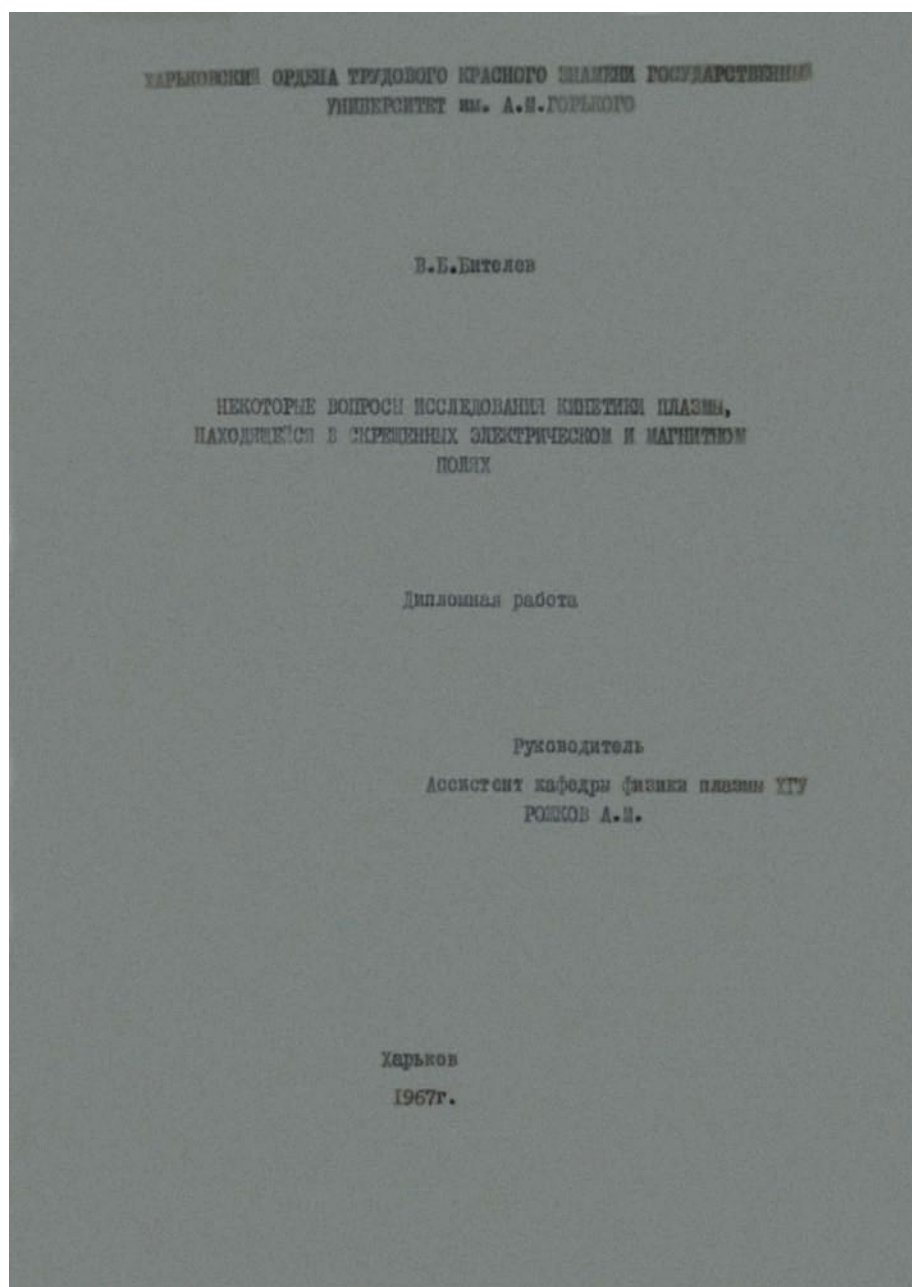 ХАРЬКОВСКИЙ ОРДЕНА ТРУДОВОГО КРАСНОГО ЗНАМЕНИ ГОСУДАРСТВЕННЫЙ
УНИВЕРСИТЕТ им. А.М.ГОРЬКОГО
В.Б.Бителев
НЕКОТОРЫЕ ВОПРОСЫ ИССЛЕДОВАНИЯ КИНЕТИКИ ПЛАЗМЫ,
НАХОДЯЩЕЙСЯ В СКРЕЩЕННЫХ ЭЛЕКТРИЧЕСКОМ И МАГНИТНОМ
ПОЛЯХ
Дипломная работа
Руководитель
Ассистент кафедры физики плазмы ХГУ
РОЖКОВ А.М.
Харьков
1967г.